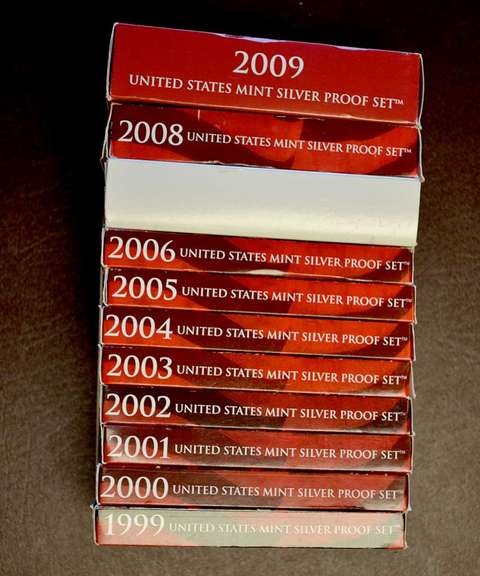 2009
UNITED STATES MINT SILVER PROOF SET™
2008 UNITED STATES MINT SILVER PROOF SET™
2006 UNITED STATES MINT SILVER PROOF SET™
2005 UNITED STATES MINT SILVER PROOF SET™
2004 UNITED STATES MINT SILVER PROOF SET™
2003 UNITED STATES MINT SILVER PROOF SET™
2002 UNITED STATES MINT SILVER PROOF SET™
2001 UNITED STATES MINT SILVER PROOF SET™
2000 UNITED STATES MINT SILVER PROOF SET
1999 UNITED STATES MINT SILVER PROOF SET™